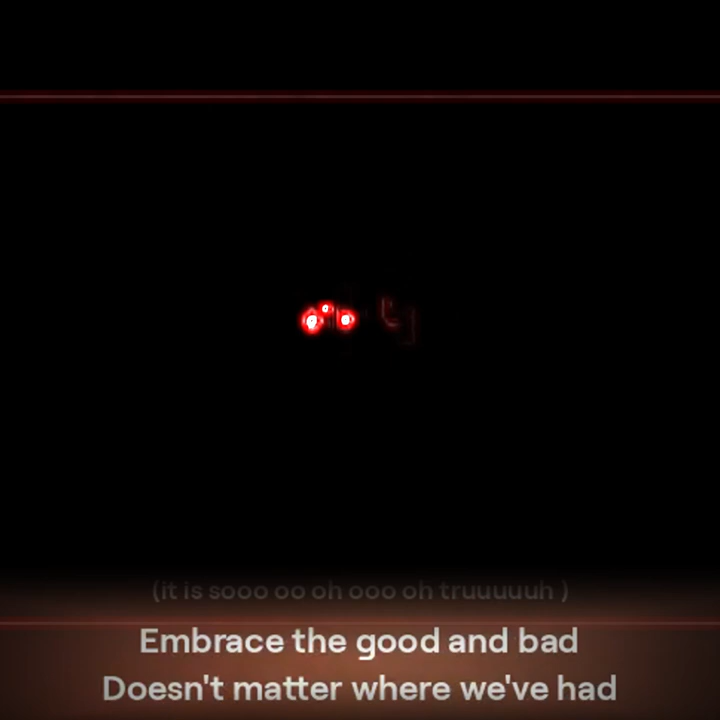 (it is sooo oo oh ooo oh truuuuuh )
Embrace the good and bad
Doesn't matter where we've had